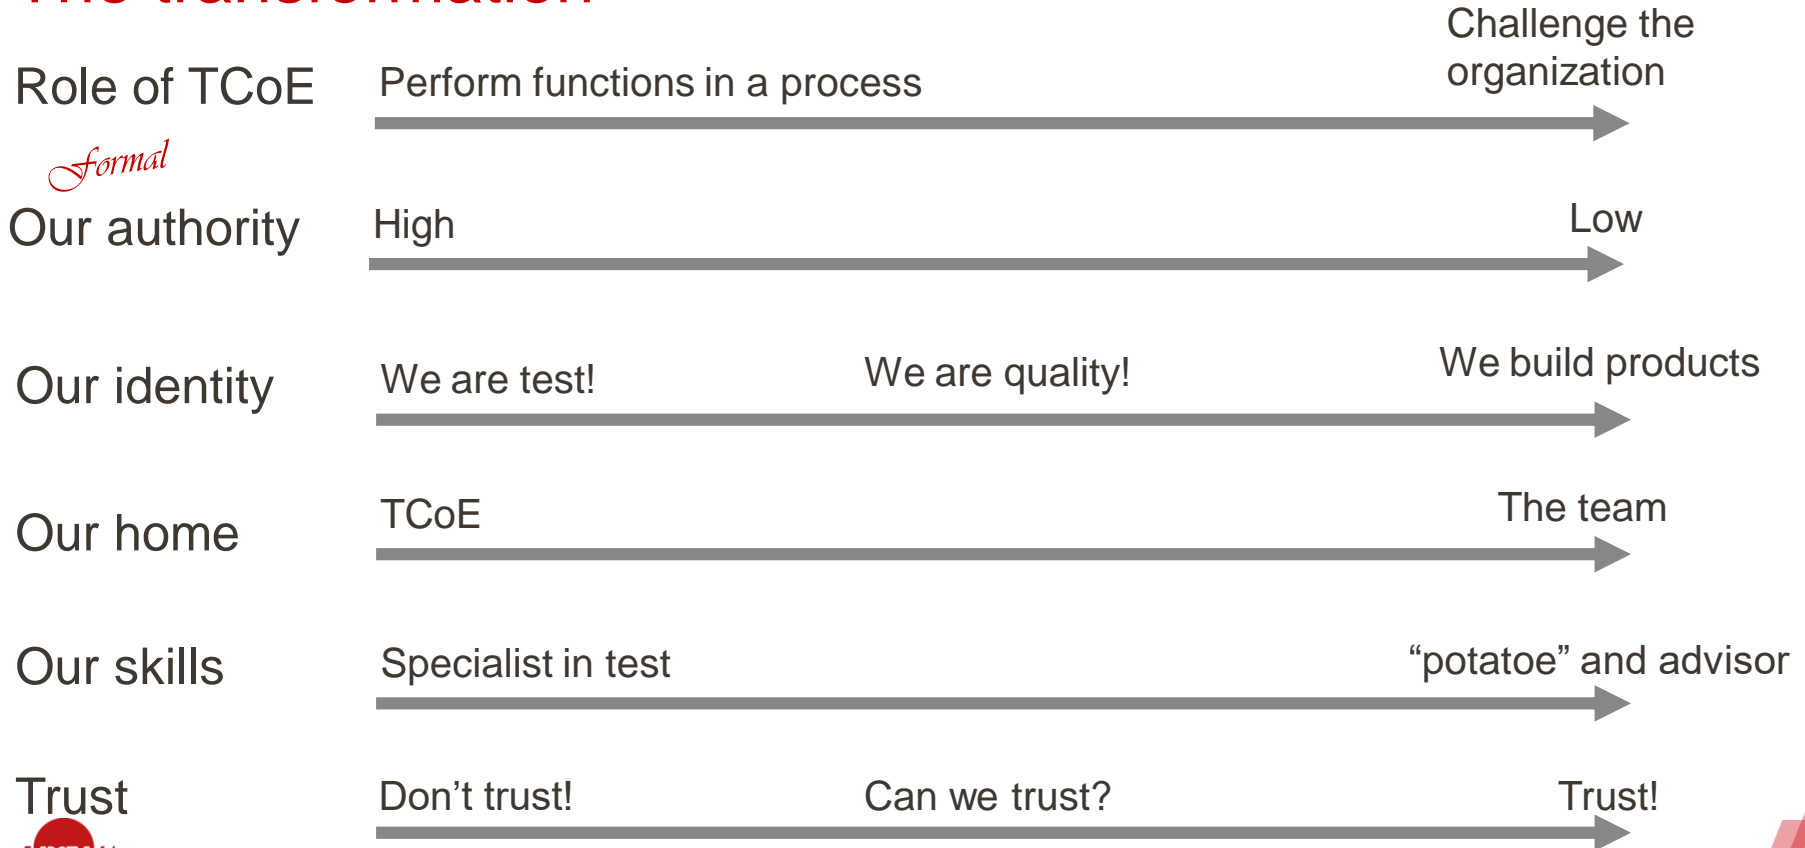 The transformation
Role of TCoE
Perform functions in a process
Challenge the
organization
Formal
Our authority
High
Low
Our identity
We are test!
We are quality!
We build products
Our home
TCoE
The team
Our skills
Specialist in test
“potatoe” and advisor
Trust
Don’t trust!
Can we trust?
Trust!